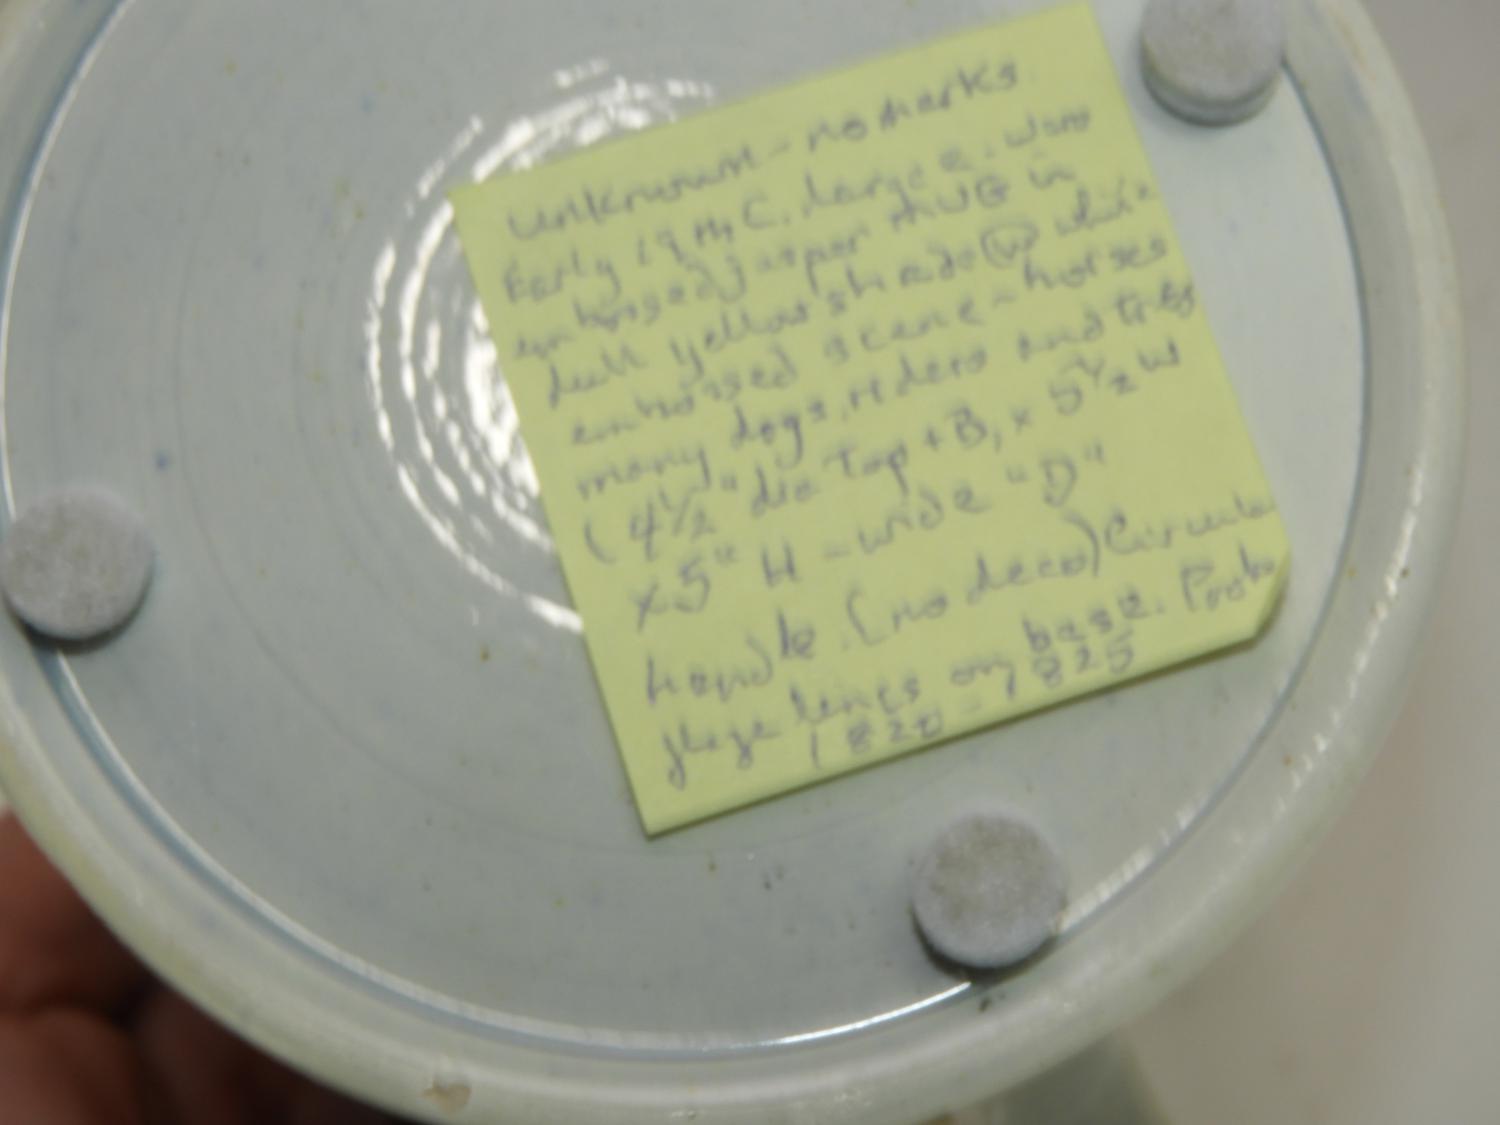 Unknown - no marks
Early 19th C. large e. worn
embossed jasper MUG in
dull yellow shade (W) white
embossed scene - horses
many dogs, riders and trees
(4½" dia Top + B, x 5½ W
x 5" H - wide "D"
handle. (no deco) Circular
glaze lines on base. Prob
1820 - 1825